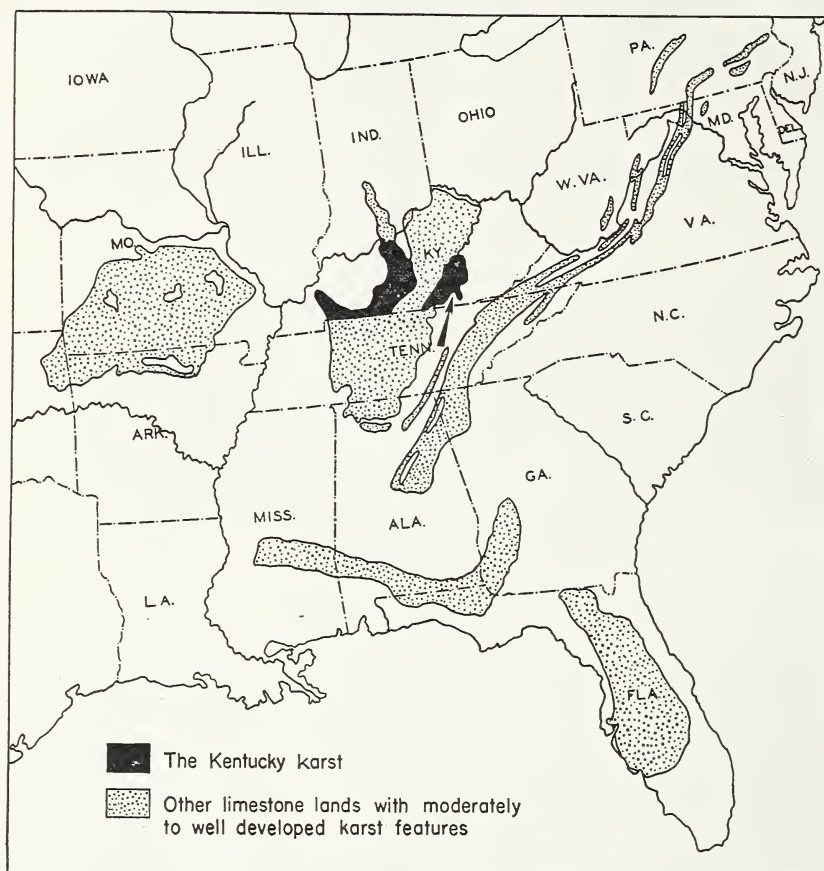 IOWA
ILL.
IND.
OHIO
PA.
N.J.
MD.
DEL.
W. VA.
VA.
MO.
KY.
TENN.
N.C.
S.C.
ARK.
MISS.
ALA.
GA.
LA.
FLA.
The Kentucky karst
Other limestone lands with moderately
to well developed karst features